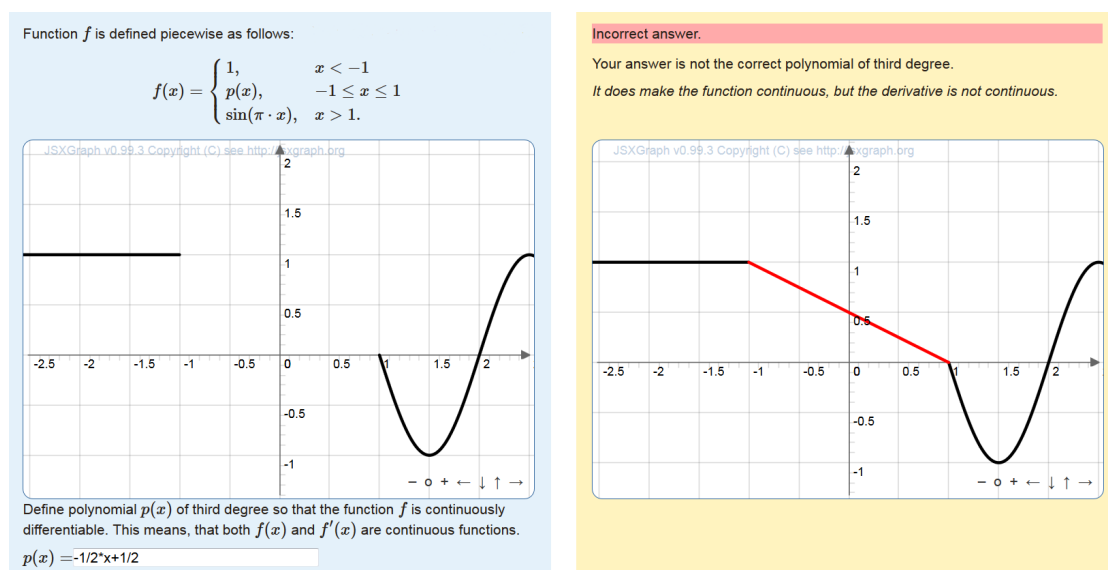 Function f is defined piecewise as follows:
f(x) = { 1, x < −1
p(x), −1 ≤ x ≤ 1
sin(π · x), x > 1.
JSXGraph v0.99.3 Copyright (C) see http://jsxgraph.org
2
1.5
1
0.5
-2.5 -2 -1.5 -1 -0.5 0 0.5 1 1.5 2
-0.5
-1
− o + ← ↓ ↑ →
Define polynomial p(x) of third degree so that the function f is continuously
differentiable. This means, that both f(x) and f′(x) are continuous functions.
p(x) =-1/2*x+1/2
Incorrect answer.
Your answer is not the correct polynomial of third degree.
It does make the function continuous, but the derivative is not continuous.
JSXGraph v0.99.3 Copyright (C) see http://jsxgraph.org
2
1.5
1
0.5
-2.5 -2 -1.5 -1 -0.5 0 0.5 1 1.5 2
-0.5
-1
− o + ← ↓ ↑ →